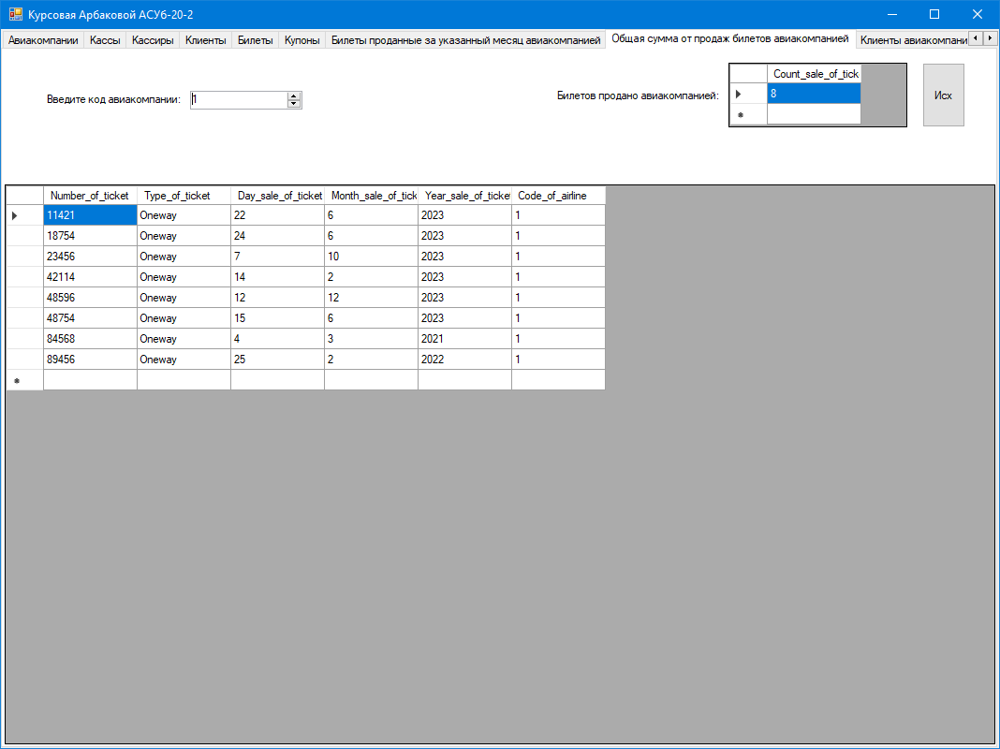 Курсовая Арбаковой АСУб-20-2
Авиакомпании Кассы Кассиры Клиенты Билеты Купоны Билеты проданные за указанный месяц авиакомпанией Общая сумма от продаж билетов авиакомпанией Клиенты авиакомпани
Введите код авиакомпании: 1
Билетов продано авиакомпанией:
Count_sale_of_tick
8
Исх
Number_of_ticket Type_of_ticket Day_sale_of_ticket Month_sale_of_tick Year_sale_of_ticket Code_of_airline
11421 Oneway 22 6 2023 1
18754 Oneway 24 6 2023 1
23456 Oneway 7 10 2023 1
42114 Oneway 14 2 2023 1
48596 Oneway 12 12 2023 1
48754 Oneway 15 6 2023 1
84568 Oneway 4 3 2021 1
89456 Oneway 25 2 2022 1